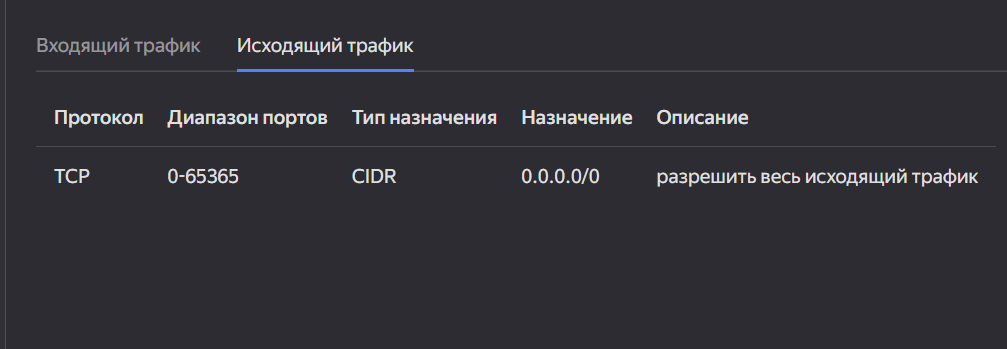 Входящий трафик Исходящий трафик
Протокол Диапазон портов Тип назначения Назначение Описание
TCP 0-65365 CIDR 0.0.0.0/0 разрешить весь исходящий трафик